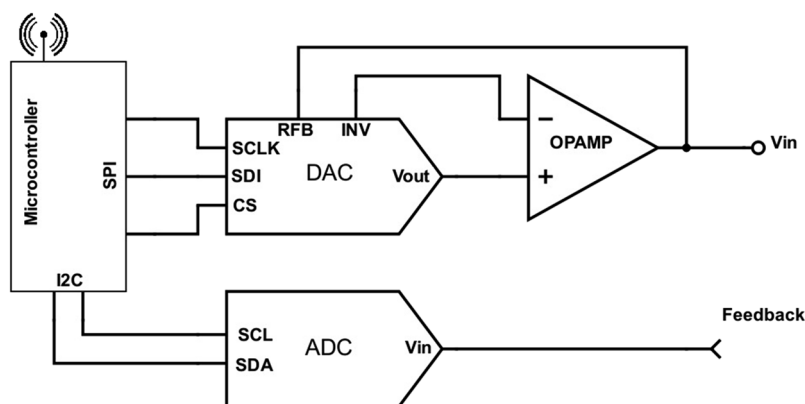 Microcontroller
SPI
I2C
RFB
INV
SCLK
SDI
CS
DAC
Vout
−
+
OPAMP
Vin
SCL
SDA
ADC
Vin
Feedback